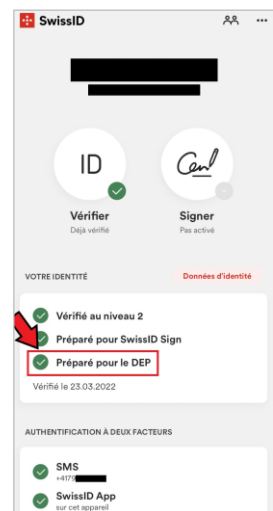 SwissID
ID
Vérifier
Déjà vérifié
Signer
Pas activé
VOTRE IDENTITÉ
Données d'identité
Vérifié au niveau 2
Préparé pour SwissID Sign
Préparé pour le DEP
Vérifié le 23.03.2022
AUTHENTIFICATION À DEUX FACTEURS
SMS
+4179
SwissID App
sur cet appareil